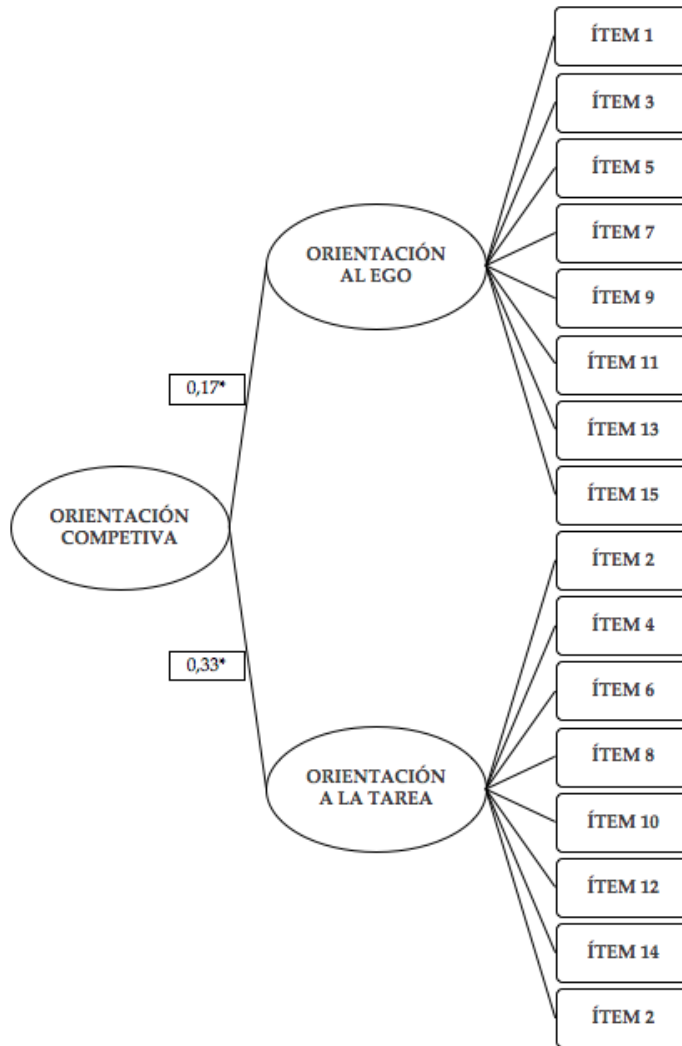 ÍTEM 1
ÍTEM 3
ÍTEM 5
ÍTEM 7
ÍTEM 9
ÍTEM 11
ÍTEM 13
ÍTEM 15
ORIENTACIÓN
AL EGO
0,17*
ORIENTACIÓN
COMPETIVA
0,33*
ORIENTACIÓN
A LA TAREA
ÍTEM 2
ÍTEM 4
ÍTEM 6
ÍTEM 8
ÍTEM 10
ÍTEM 12
ÍTEM 14
ÍTEM 2